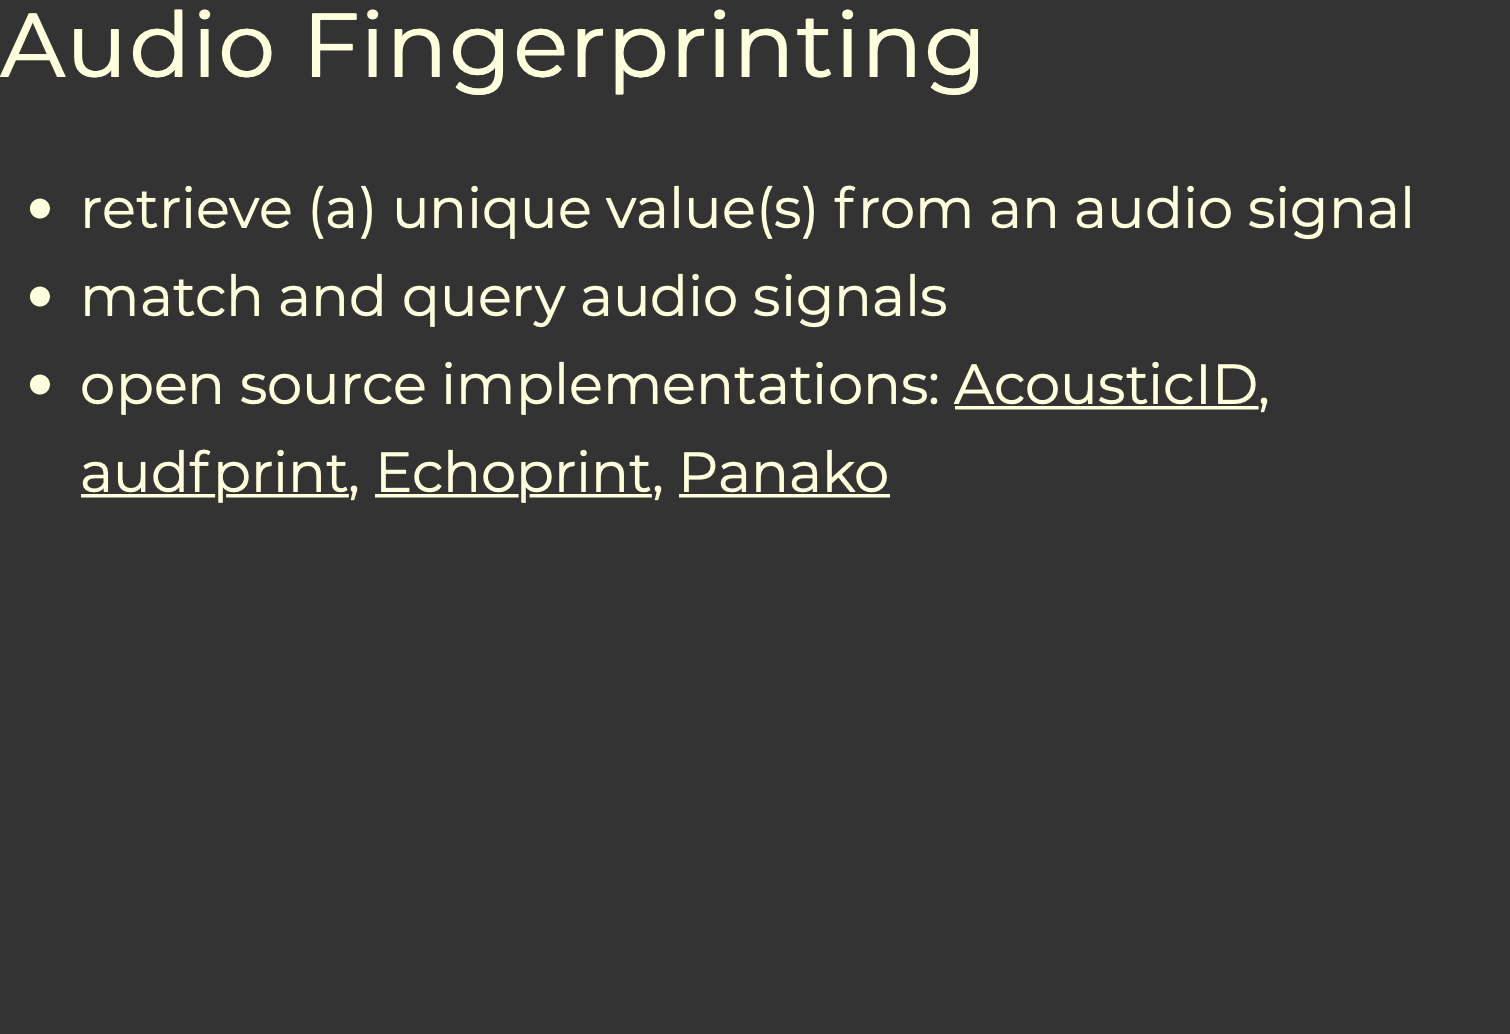 Audio Fingerprinting
• retrieve (a) unique value(s) from an audio signal
• match and query audio signals
• open source implementations: AcousticID,
audfprint, Echoprint, Panako